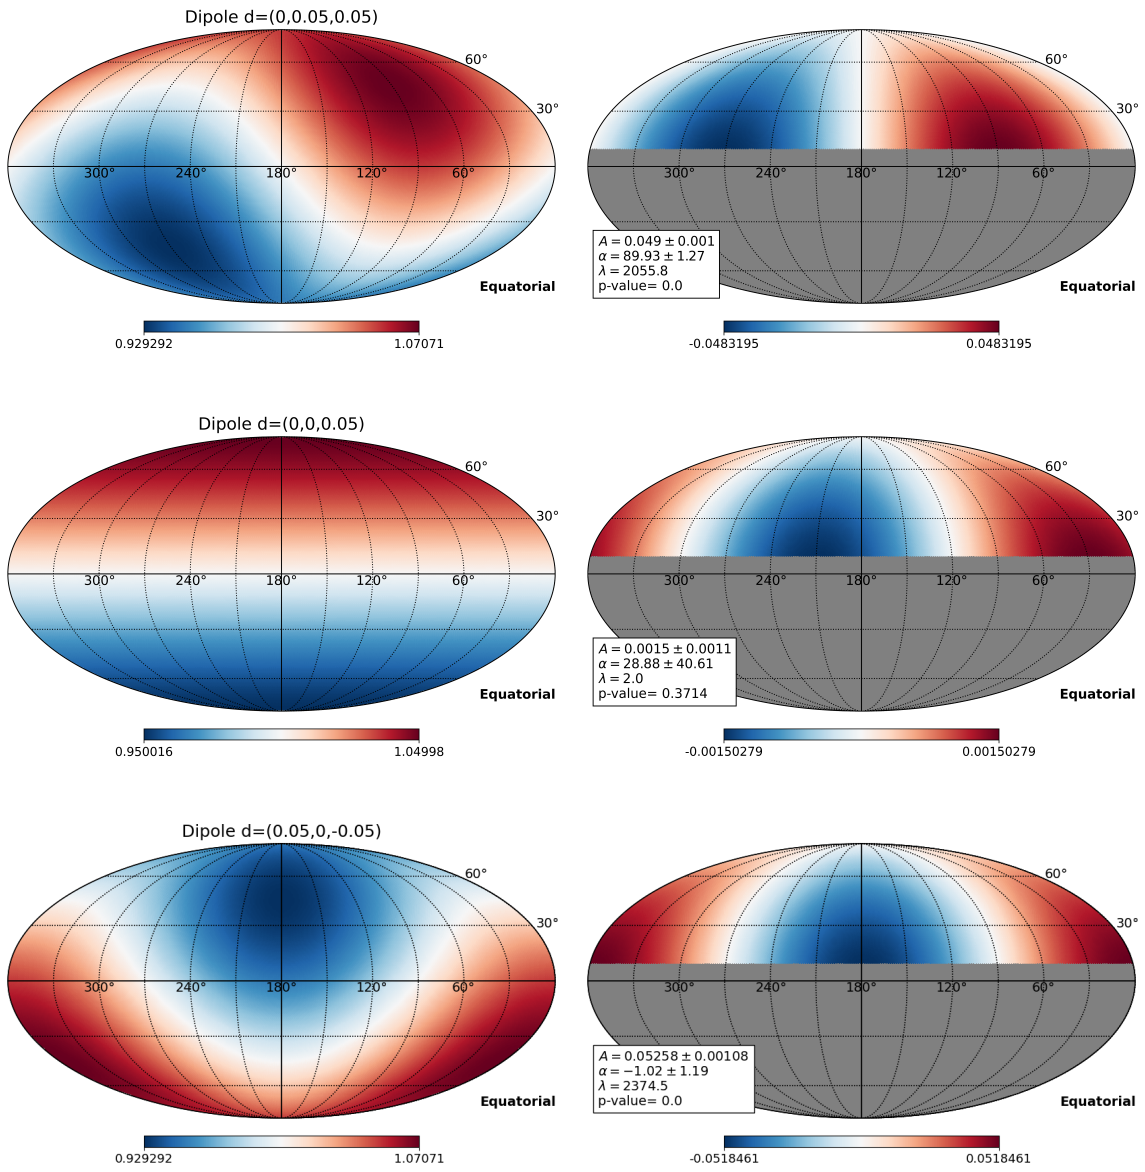 Dipole d=(0,0.05,0.05)
60°
30°
300° 240° 180° 120° 60°
Equatorial
0.929292 1.07071
60°
30°
300° 240° 180° 120° 60°
A = 0.049 ± 0.001
α = 89.93 ± 1.27
λ = 2055.8
p-value= 0.0
Equatorial
-0.0483195 0.0483195
Dipole d=(0,0,0.05)
60°
30°
300° 240° 180° 120° 60°
Equatorial
0.950016 1.04998
60°
30°
300° 240° 180° 120° 60°
A = 0.0015 ± 0.0011
α = 28.88 ± 40.61
λ = 2.0
p-value= 0.3714
Equatorial
-0.00150279 0.00150279
Dipole d=(0.05,0,-0.05)
60°
30°
300° 240° 180° 120° 60°
Equatorial
0.929292 1.07071
60°
30°
300° 240° 180° 120° 60°
A = 0.05258 ± 0.00108
α = −1.02 ± 1.19
λ = 2374.5
p-value= 0.0
Equatorial
-0.0518461 0.0518461